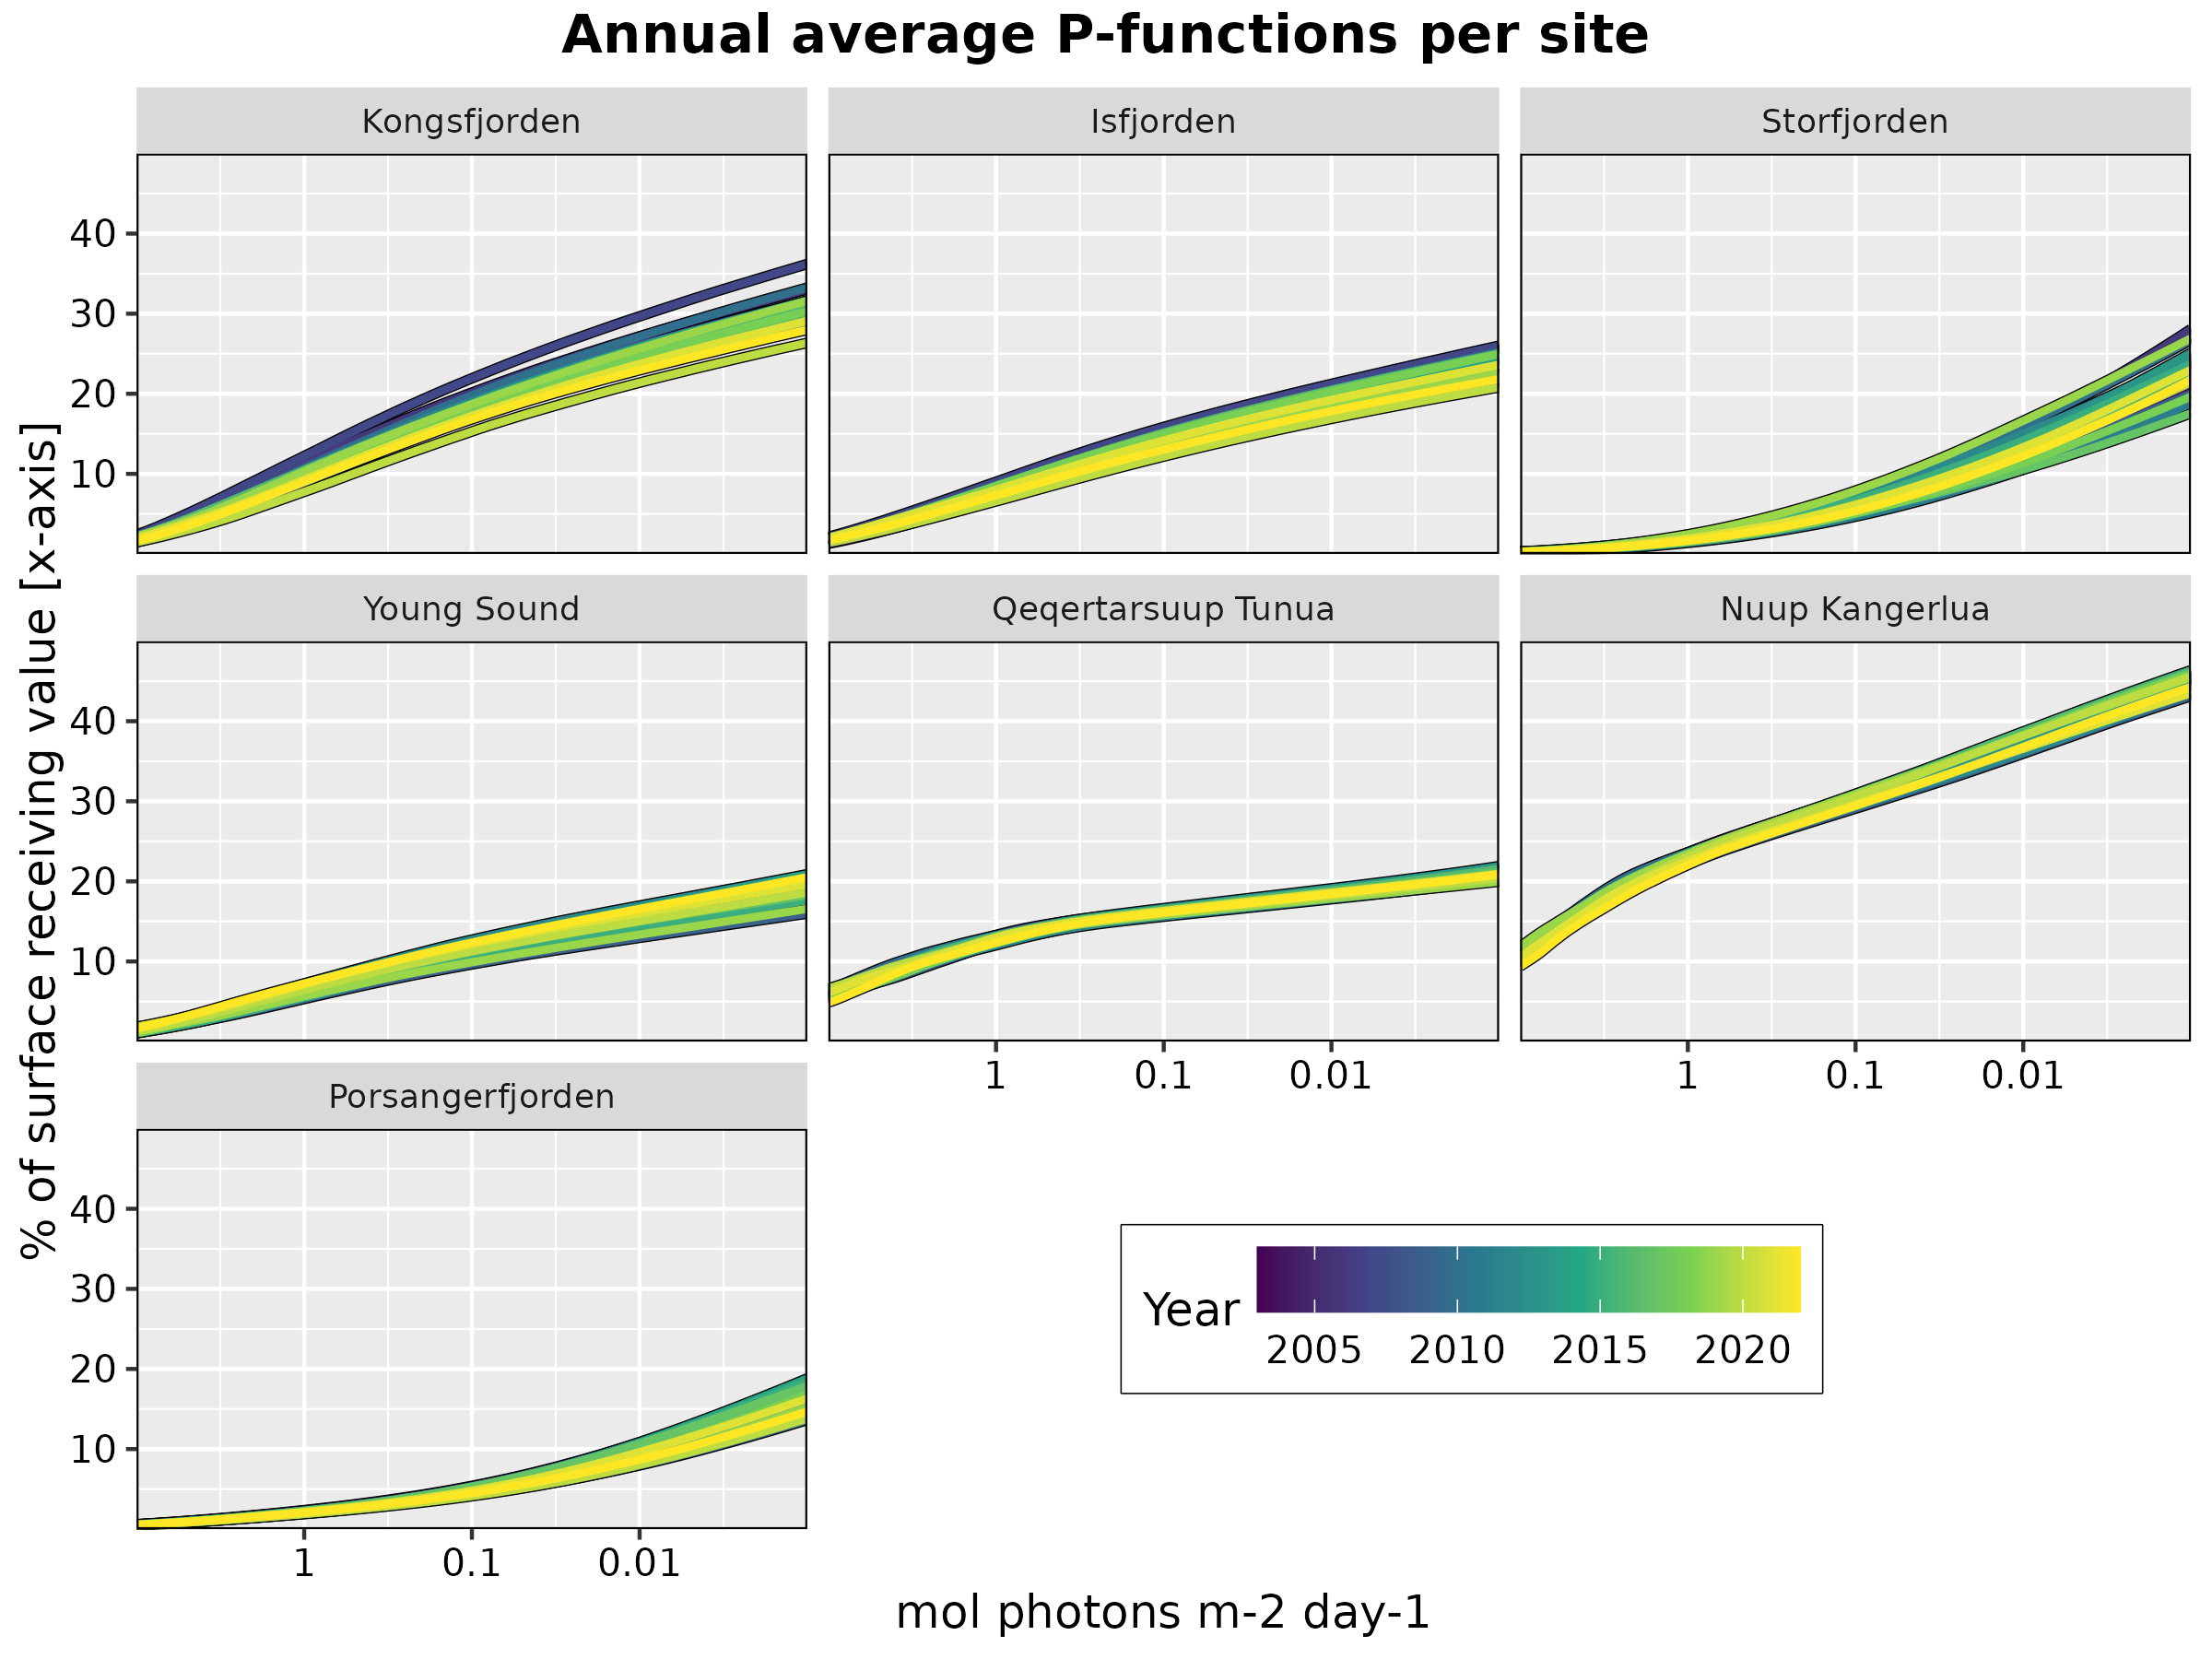 Annual average P-functions per site
Kongsfjorden
Isfjorden
Storfjorden
40
30
20
10
Young Sound
Qeqertarsuup Tunua
Nuup Kangerlua
40
30
20
10
1 0.1 0.01
1 0.1 0.01
Porsangerfjorden
40
30
20
10
1 0.1 0.01
% of surface receiving value [x-axis]
mol photons m-2 day-1
Year
2005 2010 2015 2020